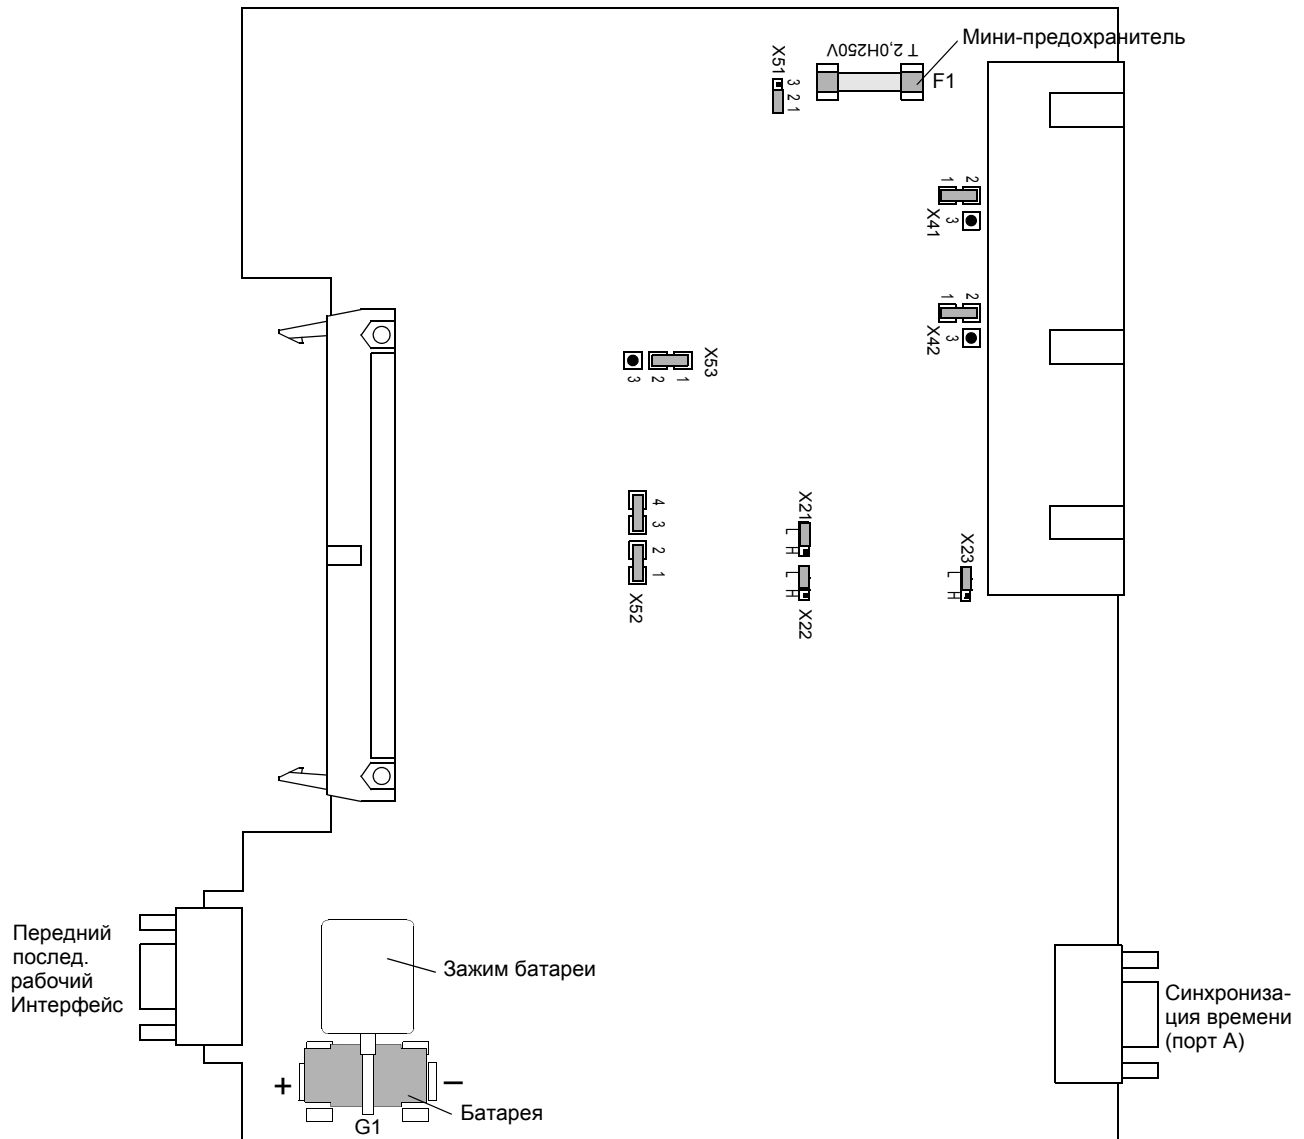 Мини-предохранитель
T 2,0H250V
F1
X51
3
2
1
1
2
X41
3
1
2
X42
3
X53
3
2
1
4
3
2
1
X52
X21
L
H
L
H
X22
X23
L
H
Передний
послед.
рабочий
Интерфейс
Зажим батареи
Синхрониза-
ция времени
(порт А)
+
−
Батарея
G1